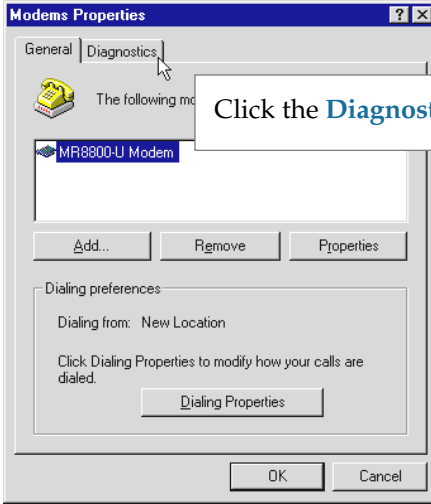 Modems Properties
General Diagnostics
The following
Click the Diagnost
MR8800-U Modem
Add... Remove Properties
Dialing preferences
Dialing from: New Location
Click Dialing Properties to modify how your calls are
dialed.
Dialing Properties
OK Cancel